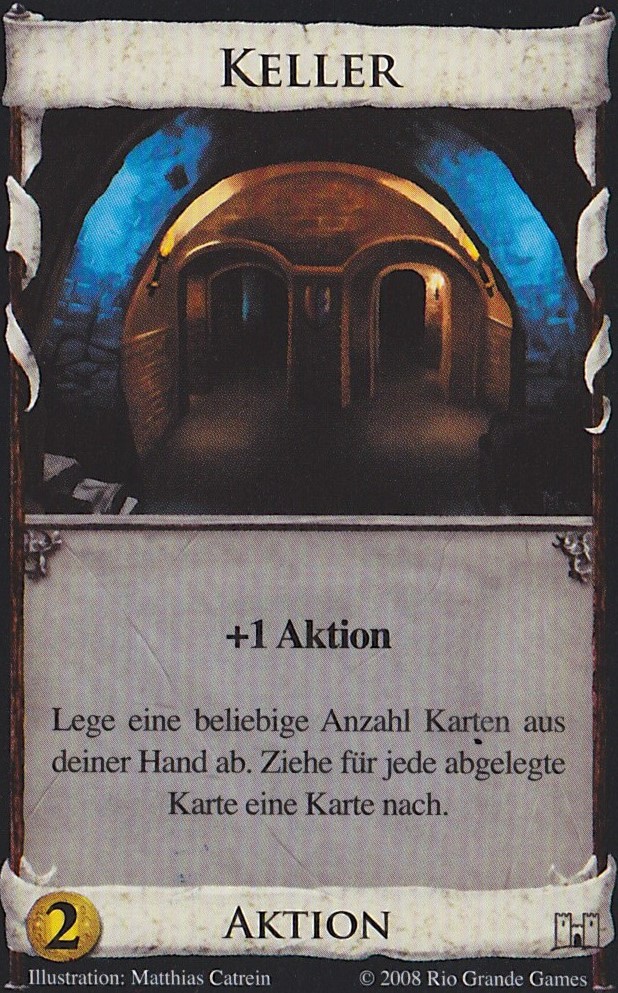 KELLER
+1 Aktion
Lege eine beliebige Anzahl Karten aus
deiner Hand ab. Ziehe für jede abgelegte
Karte eine Karte nach.
2 AKTION
Illustration: Matthias Catrein © 2008 Rio Grande Games